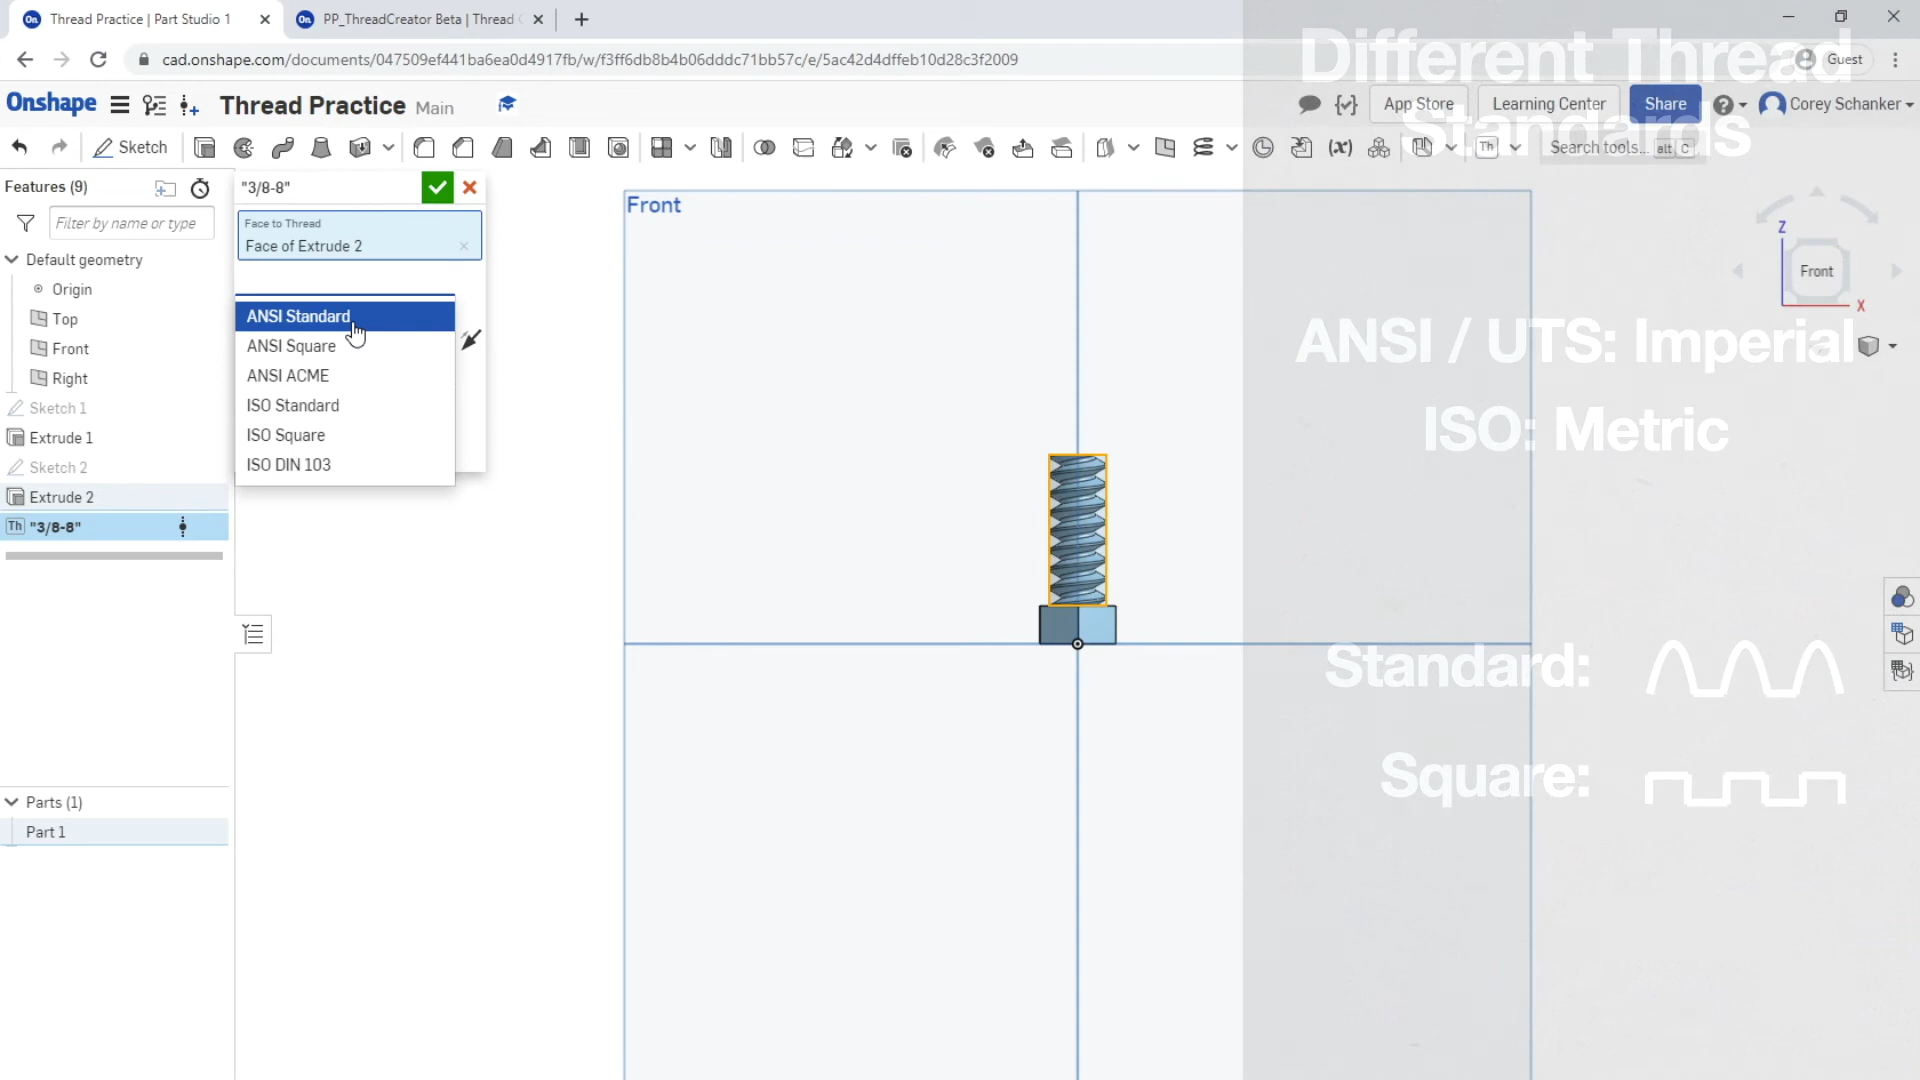 Thread Practice | Part Studio 1
PP_ThreadCreator Beta | Thread
cad.onshape.com/documents/047509ef441ba6ea0d4917fb/w/f3ff6db8b4b06dddc71bb57c/e/5ac42d4dffeb10d28c3f2009
Guest
Different Thread
Standards
Onshape
Thread Practice Main
App Store
Learning Center
Share
Corey Schanker
Sketch
(x)
Th
Search tools... alt C
Features (9)
Filter by name or type
Default geometry
Origin
Top
Front
Right
Sketch 1
Extrude 1
Sketch 2
Extrude 2
Th "3/8-8"
Parts (1)
Part 1
"3/8-8"
Face to Thread
Face of Extrude 2
ANSI Standard
ANSI Square
ANSI ACME
ISO Standard
ISO Square
ISO DIN 103
Front
Z
Front
X
ANSI / UTS: Imperial
ISO: Metric
Standard:
Square: